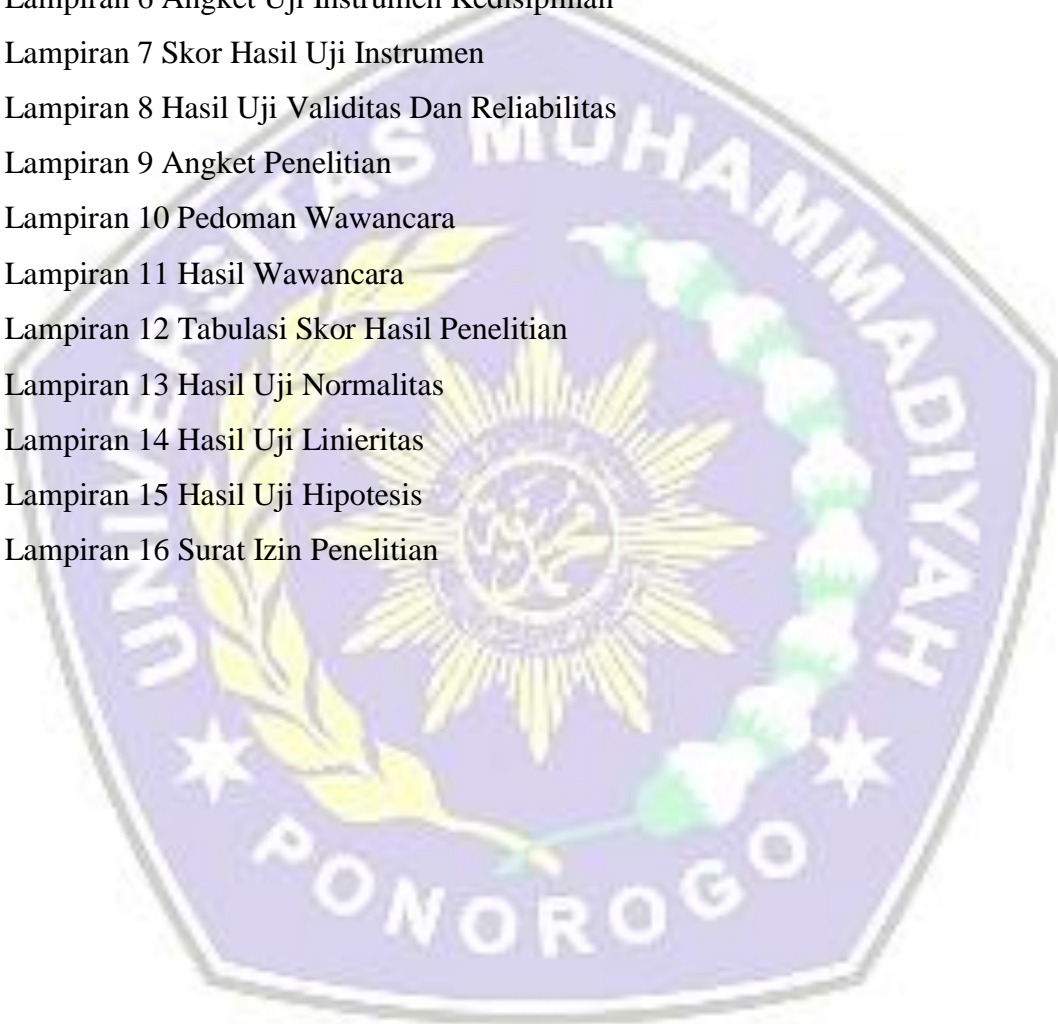 Lampiran 6 Angket Uji Instrumen Kedisiplinan
Lampiran 7 Skor Hasil Uji Instrumen
Lampiran 8 Hasil Uji Validitas Dan Reliabilitas
Lampiran 9 Angket Penelitian
Lampiran 10 Pedoman Wawancara
Lampiran 11 Hasil Wawancara
Lampiran 12 Tabulasi Skor Hasil Penelitian
Lampiran 13 Hasil Uji Normalitas
Lampiran 14 Hasil Uji Linieritas
Lampiran 15 Hasil Uji Hipotesis
Lampiran 16 Surat Izin Penelitian
UNIVERSITAS MUHAMMADIYAH
PONOROGO